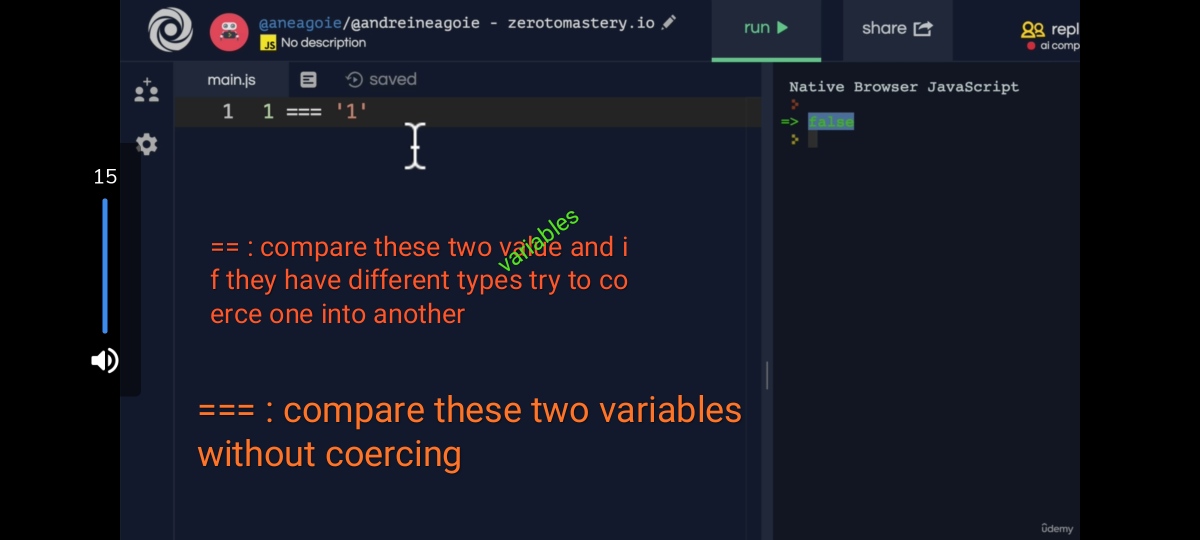 @aneagoie/@andreineagoie - zerotomastery.io
JS No description
run
share
repl
ai comp
main.js
saved
1 1 === '1'
Native Browser JavaScript
=> false
15
variables
== : compare these two value and i
f they have different types try to co
erce one into another
=== : compare these two variables
without coercing
ûdemy